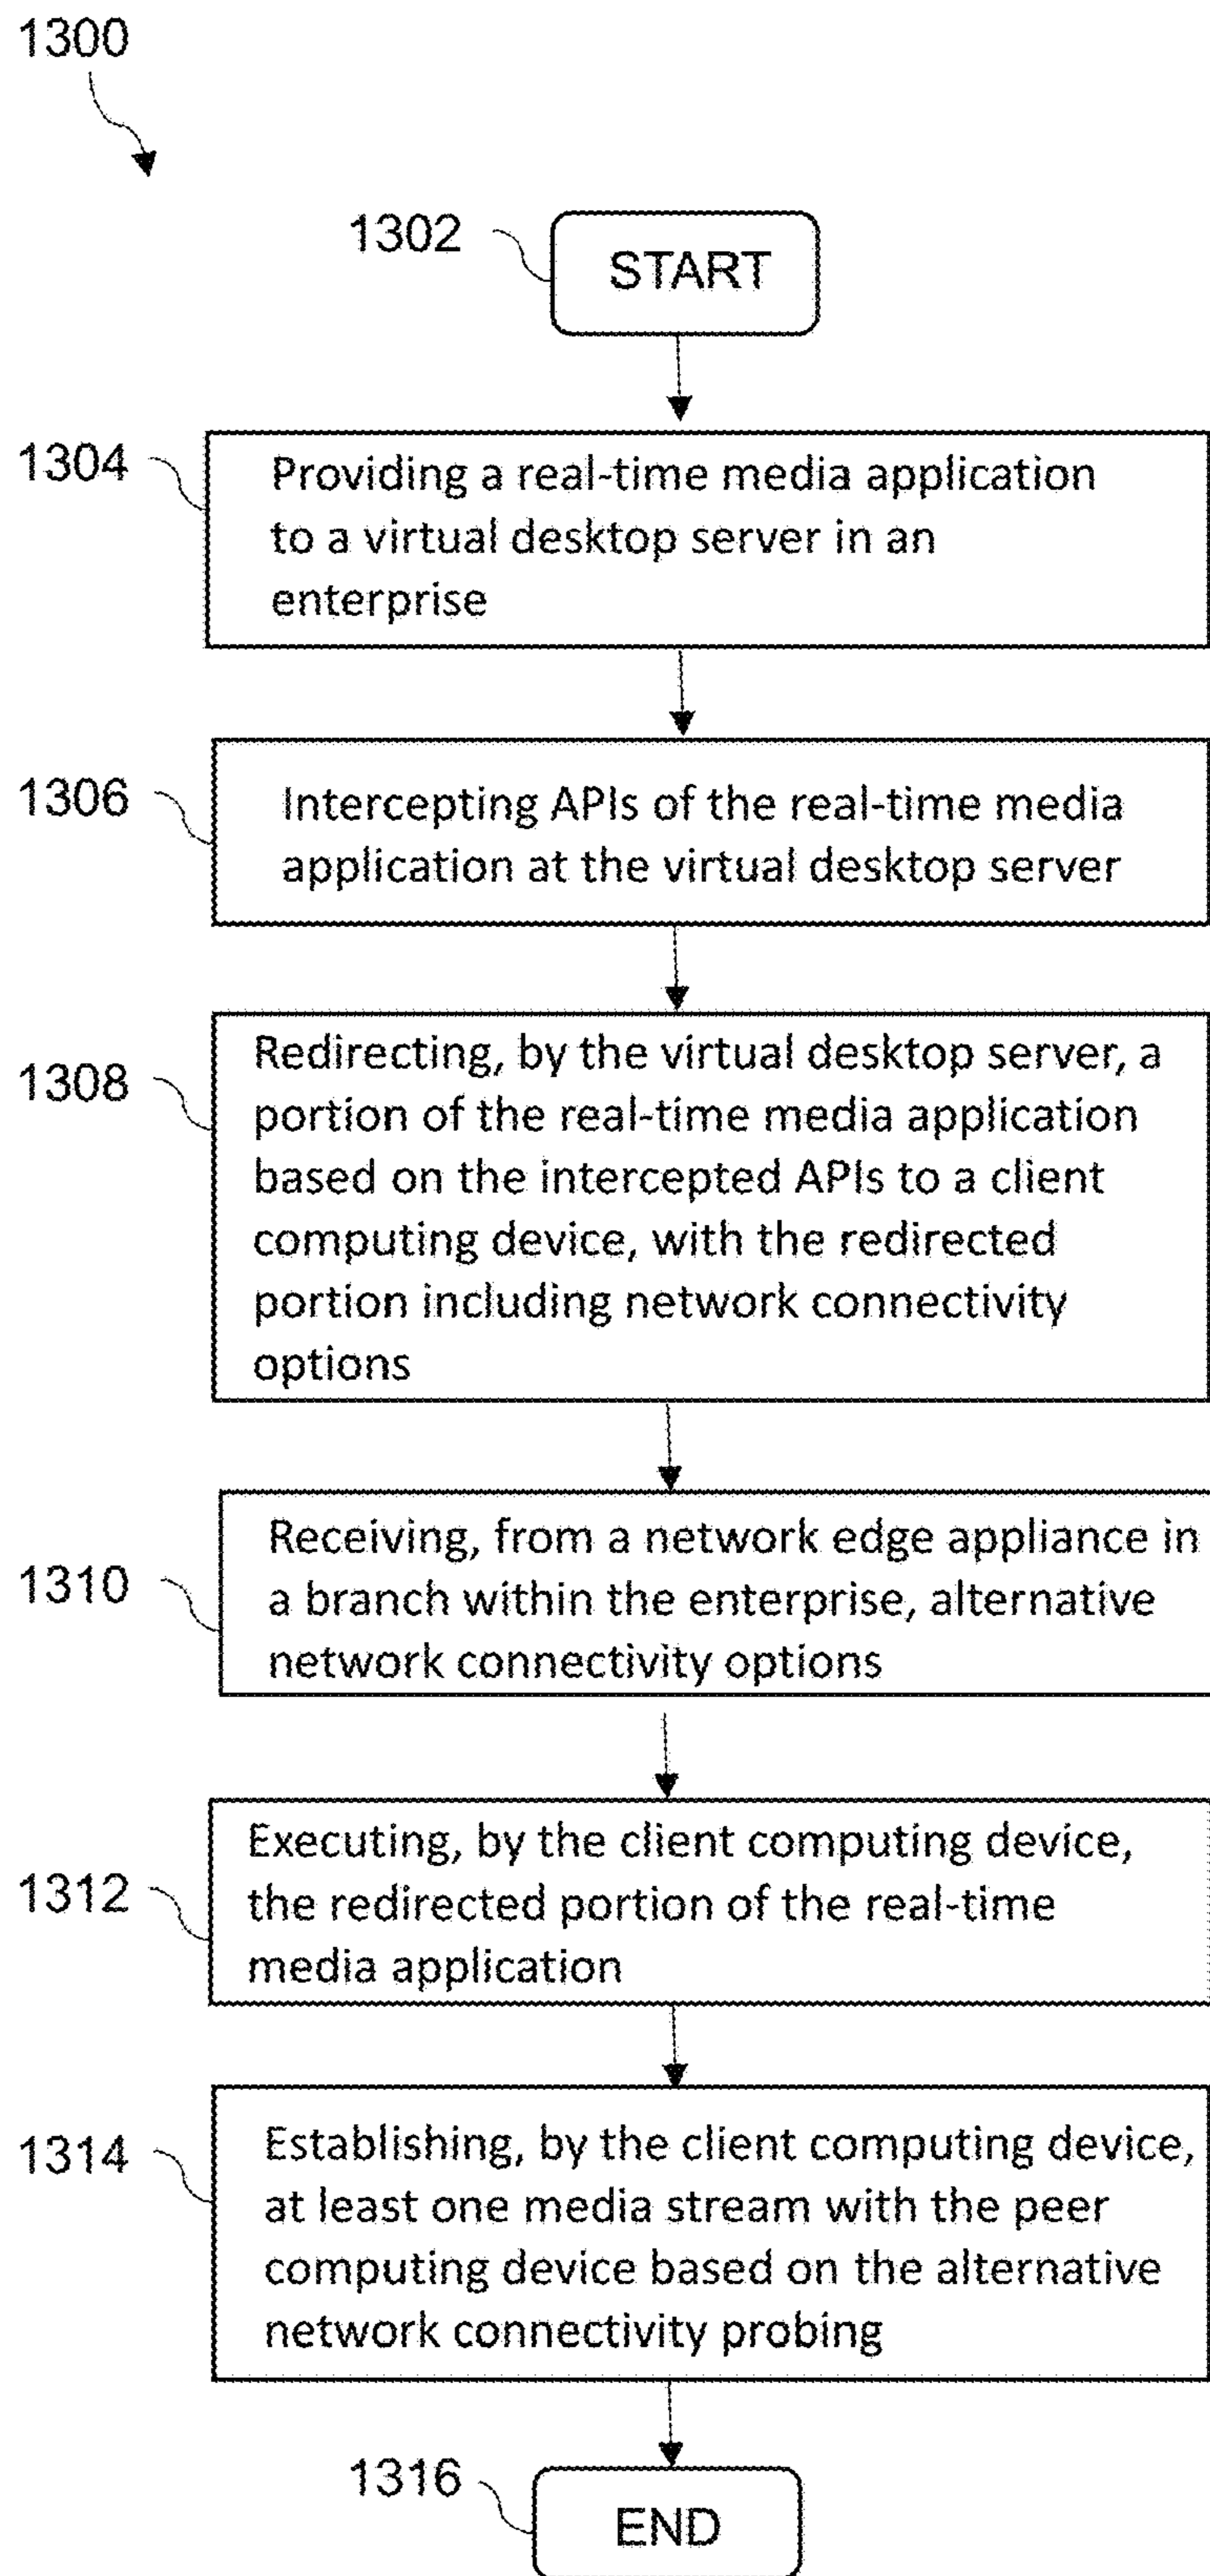 1300
1302
START
1304
Providing a real-time media application
to a virtual desktop server in an
enterprise
1306
Intercepting APIs of the real-time media
application at the virtual desktop server
1308
Redirecting, by the virtual desktop server, a
portion of the real-time media application
based on the intercepted APIs to a client
computing device, with the redirected
portion including network connectivity
options
1310
Receiving, from a network edge appliance in
a branch within the enterprise, alternative
network connectivity options
1312
Executing, by the client computing device,
the redirected portion of the real-time
media application
1314
Establishing, by the client computing device,
at least one media stream with the peer
computing device based on the alternative
network connectivity probing
1316
END